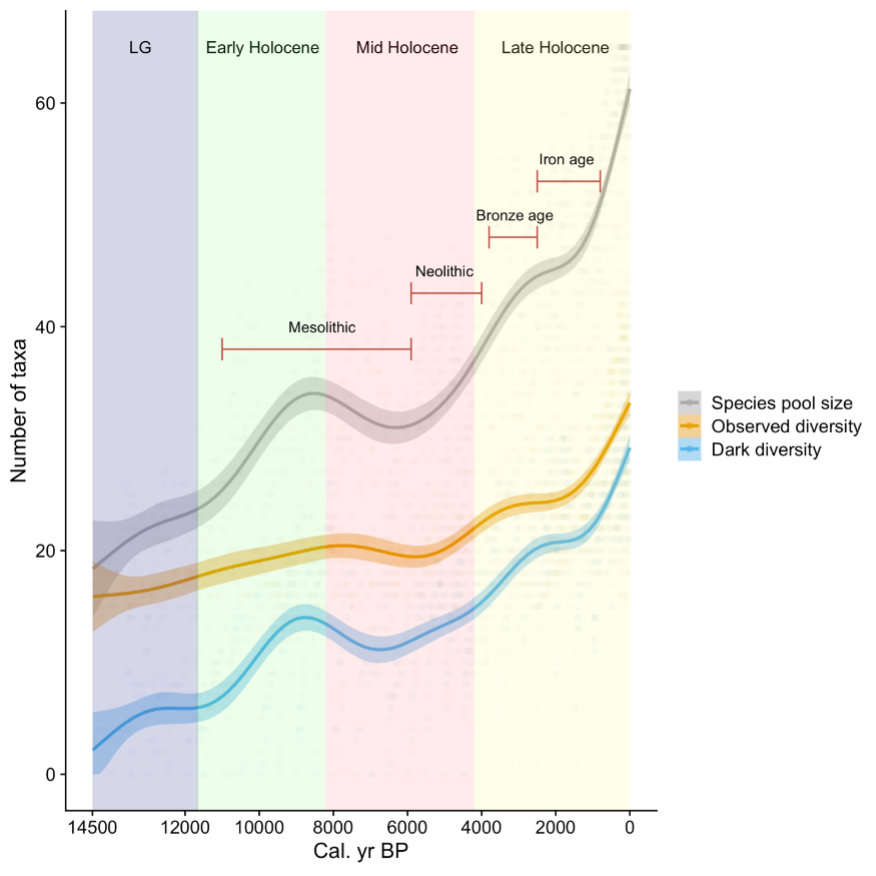 LG
Early Holocene
Mid Holocene
Late Holocene
60
Iron age
Bronze age
Neolithic
40
Mesolithic
Number of taxa
Species pool size
Observed diversity
Dark diversity
20
0
14500
12000
10000
8000
6000
4000
2000
0
Cal. yr BP